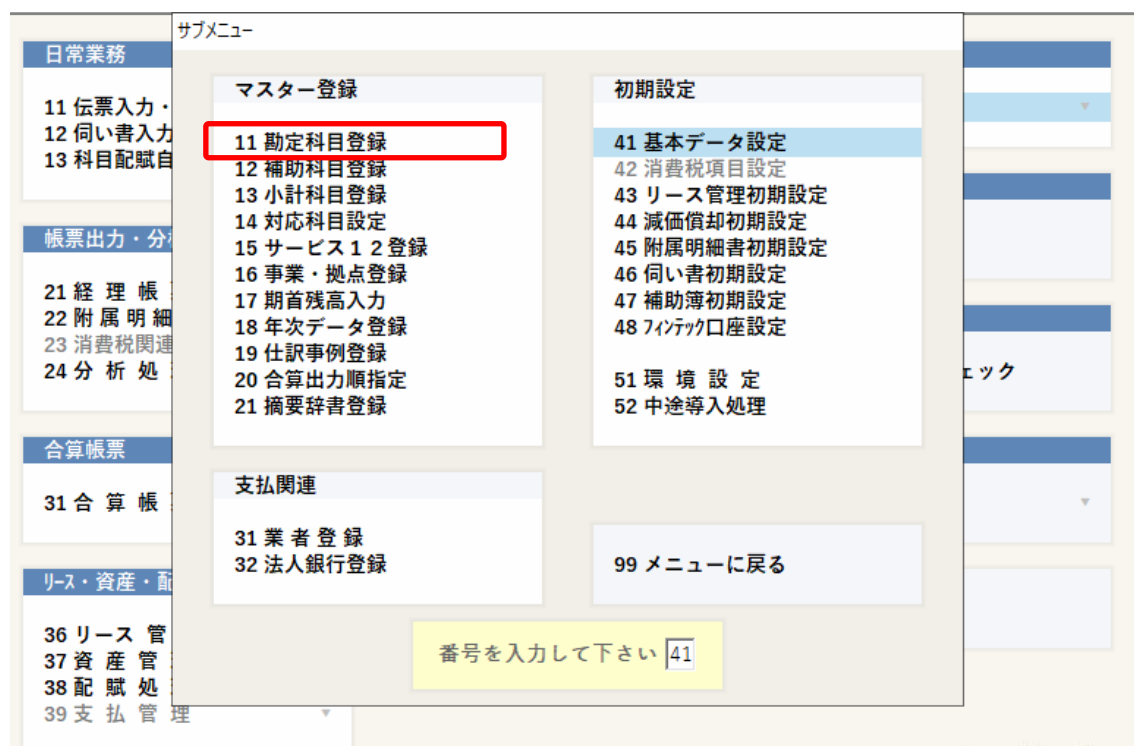 サブメニュー
マスター登録
11 勘定科目登録
12 補助科目登録
13 小計科目登録
14 対応科目設定
15 サービス１２登録
16 事業・拠点登録
17 期首残高入力
18 年次データ登録
19 仕訳事例登録
20 合算出力順指定
21 摘要辞書登録
初期設定
41 基本データ設定
42 消費税項目設定
43 リース管理初期設定
44 減価償却初期設定
45 附属明細書初期設定
46 伺い書初期設定
47 補助簿初期設定
48 ﾌｨﾝﾃｯｸ口座設定
51 環 境 設 定
52 中途導入処理
支払関連
31 業 者 登 録
32 法人銀行登録
99 メニューに戻る
番号を入力して下さい 41
日常業務
11 伝票入力・
12 伺い書入力
13 科目配賦自
帳票出力・分
21 経 理 帳
22 附 属 明 細
23 消費税関連
24 分 析 処
合算帳票
31 合 算 帳
ﾘｰｽ・資産・配
36 リース 管
37 資 産 管
38 配 賦 処
39 支 払 管 理
ェック